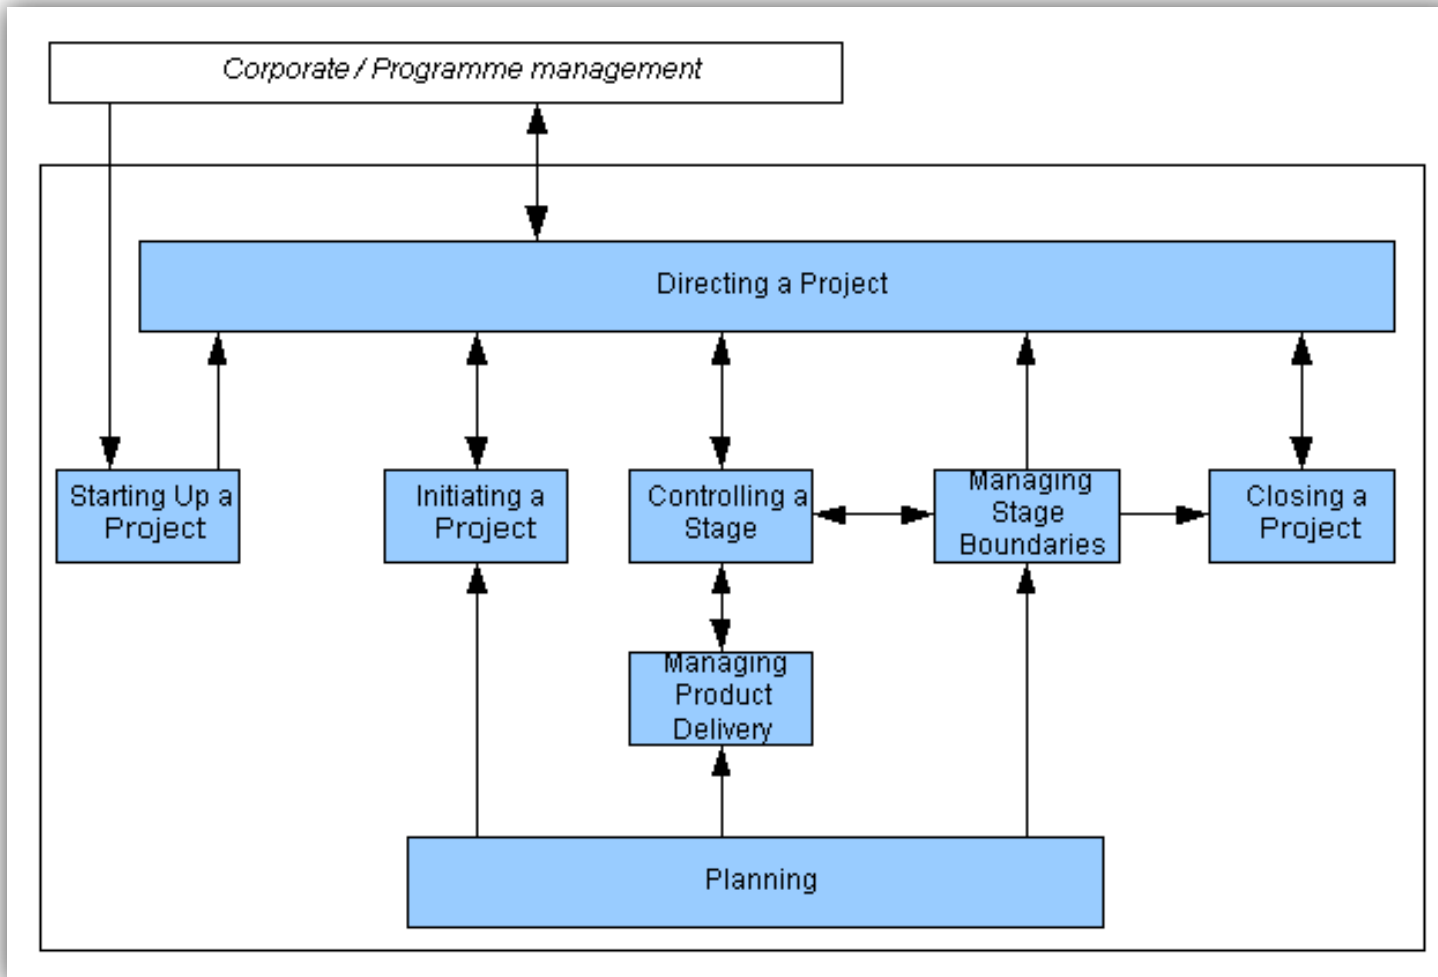 Corporate / Programme management
Directing a Project
Starting Up a
Project
Initiating a
Project
Controlling a
Stage
Managing
Stage
Boundaries
Closing a
Project
Managing
Product
Delivery
Planning